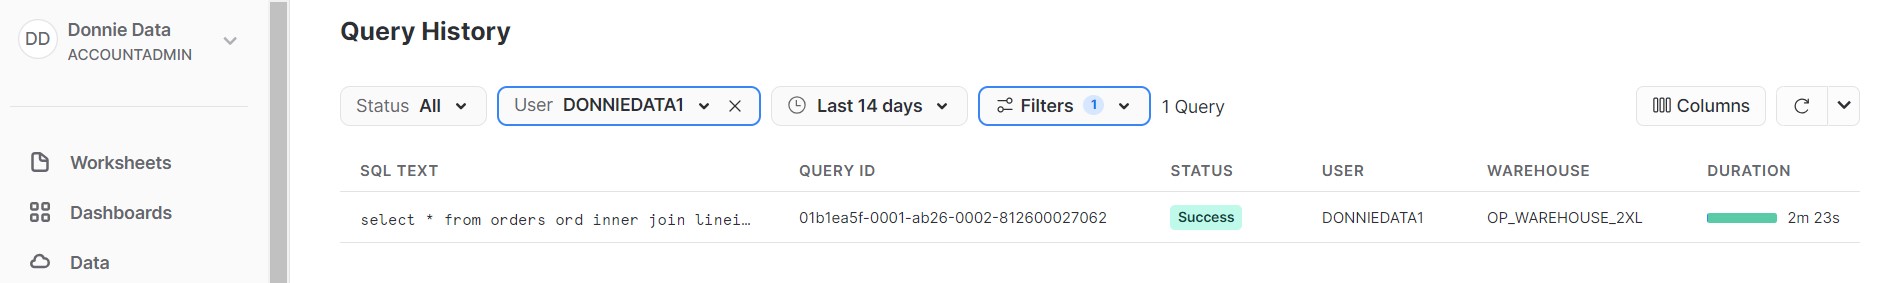 DD
Donnie Data
ACCOUNTADMIN
Worksheets
Dashboards
Data
Query History
Status All
User DONNIEDATA1
Last 14 days
Filters 1
1 Query
Columns
SQL TEXT QUERY ID STATUS USER WAREHOUSE DURATION
select * from orders ord inner join linei… 01b1ea5f-0001-ab26-0002-812600027062 Success DONNIEDATA1 OP_WAREHOUSE_2XL 2m 23s